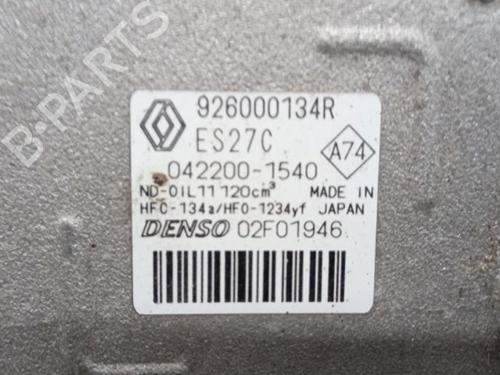 B-PARTS
926000134R
ES27C
A74
042200-1540
ND-OIL11 120cm³ MADE IN
HFC-134a/HFO-1234yf JAPAN
DENSO 02F01946